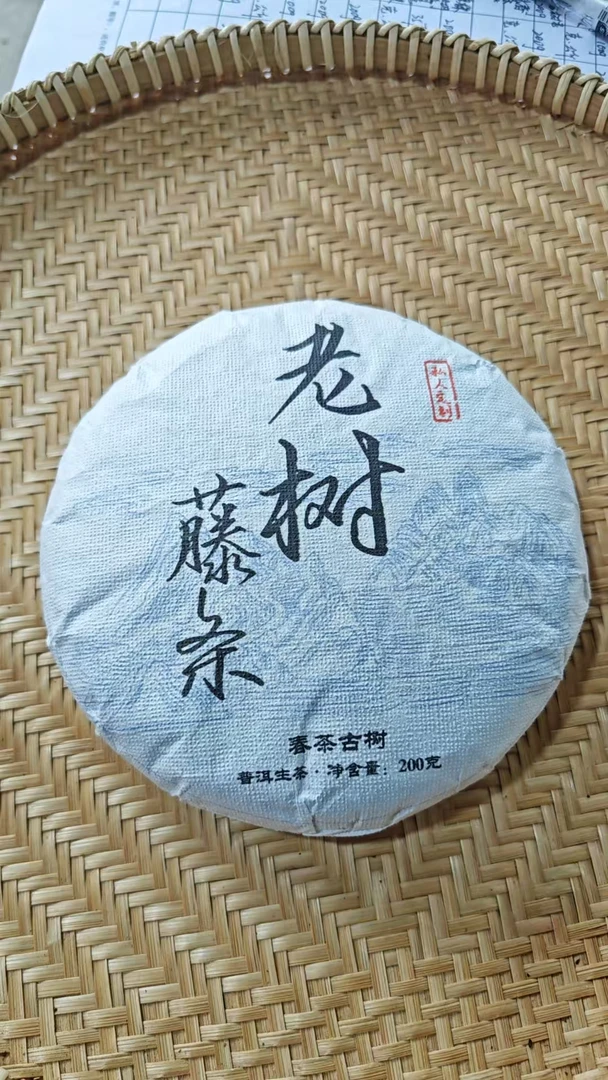 老树
藤条
私人定制
春茶古树
普洱生茶·净含量：200克